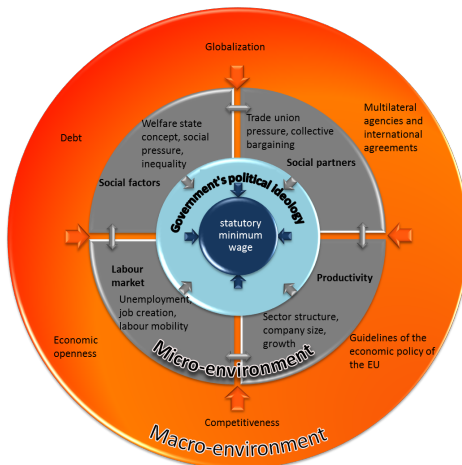 Globalization
Multilateral
agencies and
international
agreements
Debt
Welfare state
concept, social
pressure,
inequality
Social factors
Trade union
pressure, collective
bargaining
Social partners
Government's political ideology
statutory
minimum
wage
Labour
market
Unemployment,
job creation,
labour mobility
Productivity
Sector structure,
company size,
growth
Micro-environment
Economic
openness
Guidelines of the
economic policy of
the EU
Competitiveness
Macro-environment